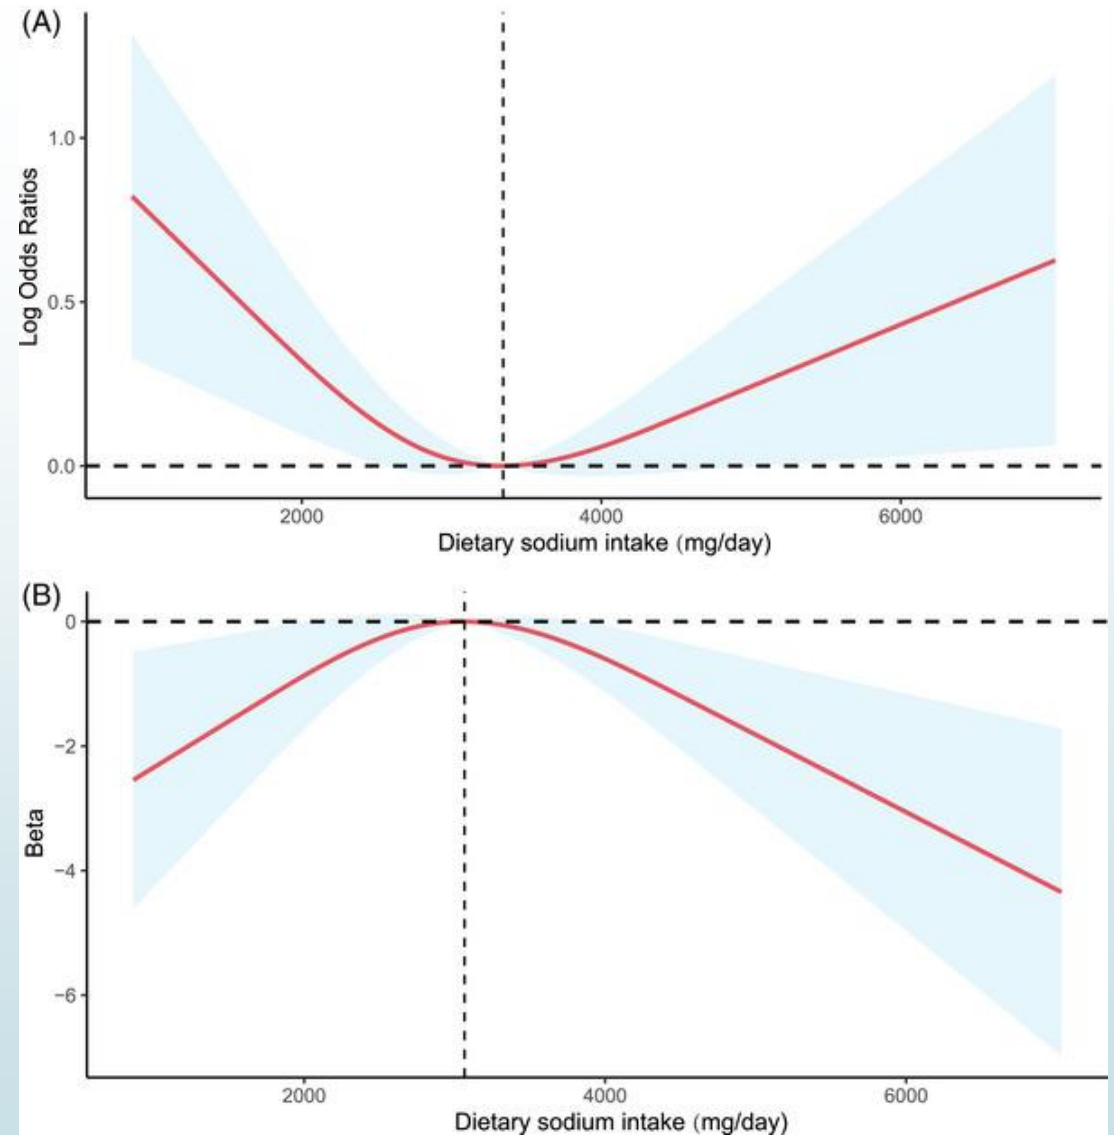 (A)
Log Odds Ratios
1.0
0.5
0.0
2000 4000 6000
Dietary sodium intake (mg/day)
(B)
Beta
0
−2
−4
−6
2000 4000 6000
Dietary sodium intake (mg/day)